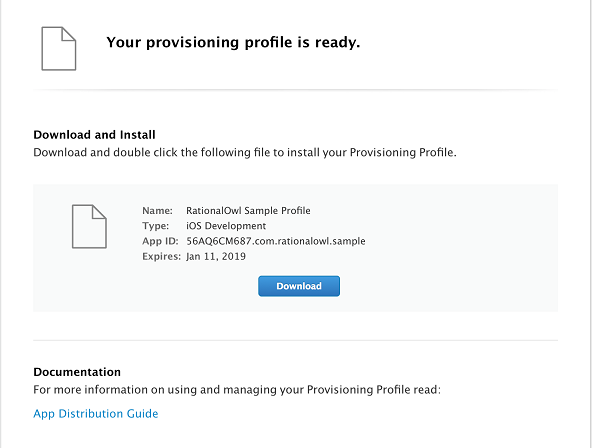 Your provisioning profile is ready.
Download and Install
Download and double click the following file to install your Provisioning Profile.
Name: RationalOwl Sample Profile
Type: iOS Development
App ID: 56AQ6CM687.com.rationalowl.sample
Expires: Jan 11, 2019
Download
Documentation
For more information on using and managing your Provisioning Profile read:
App Distribution Guide